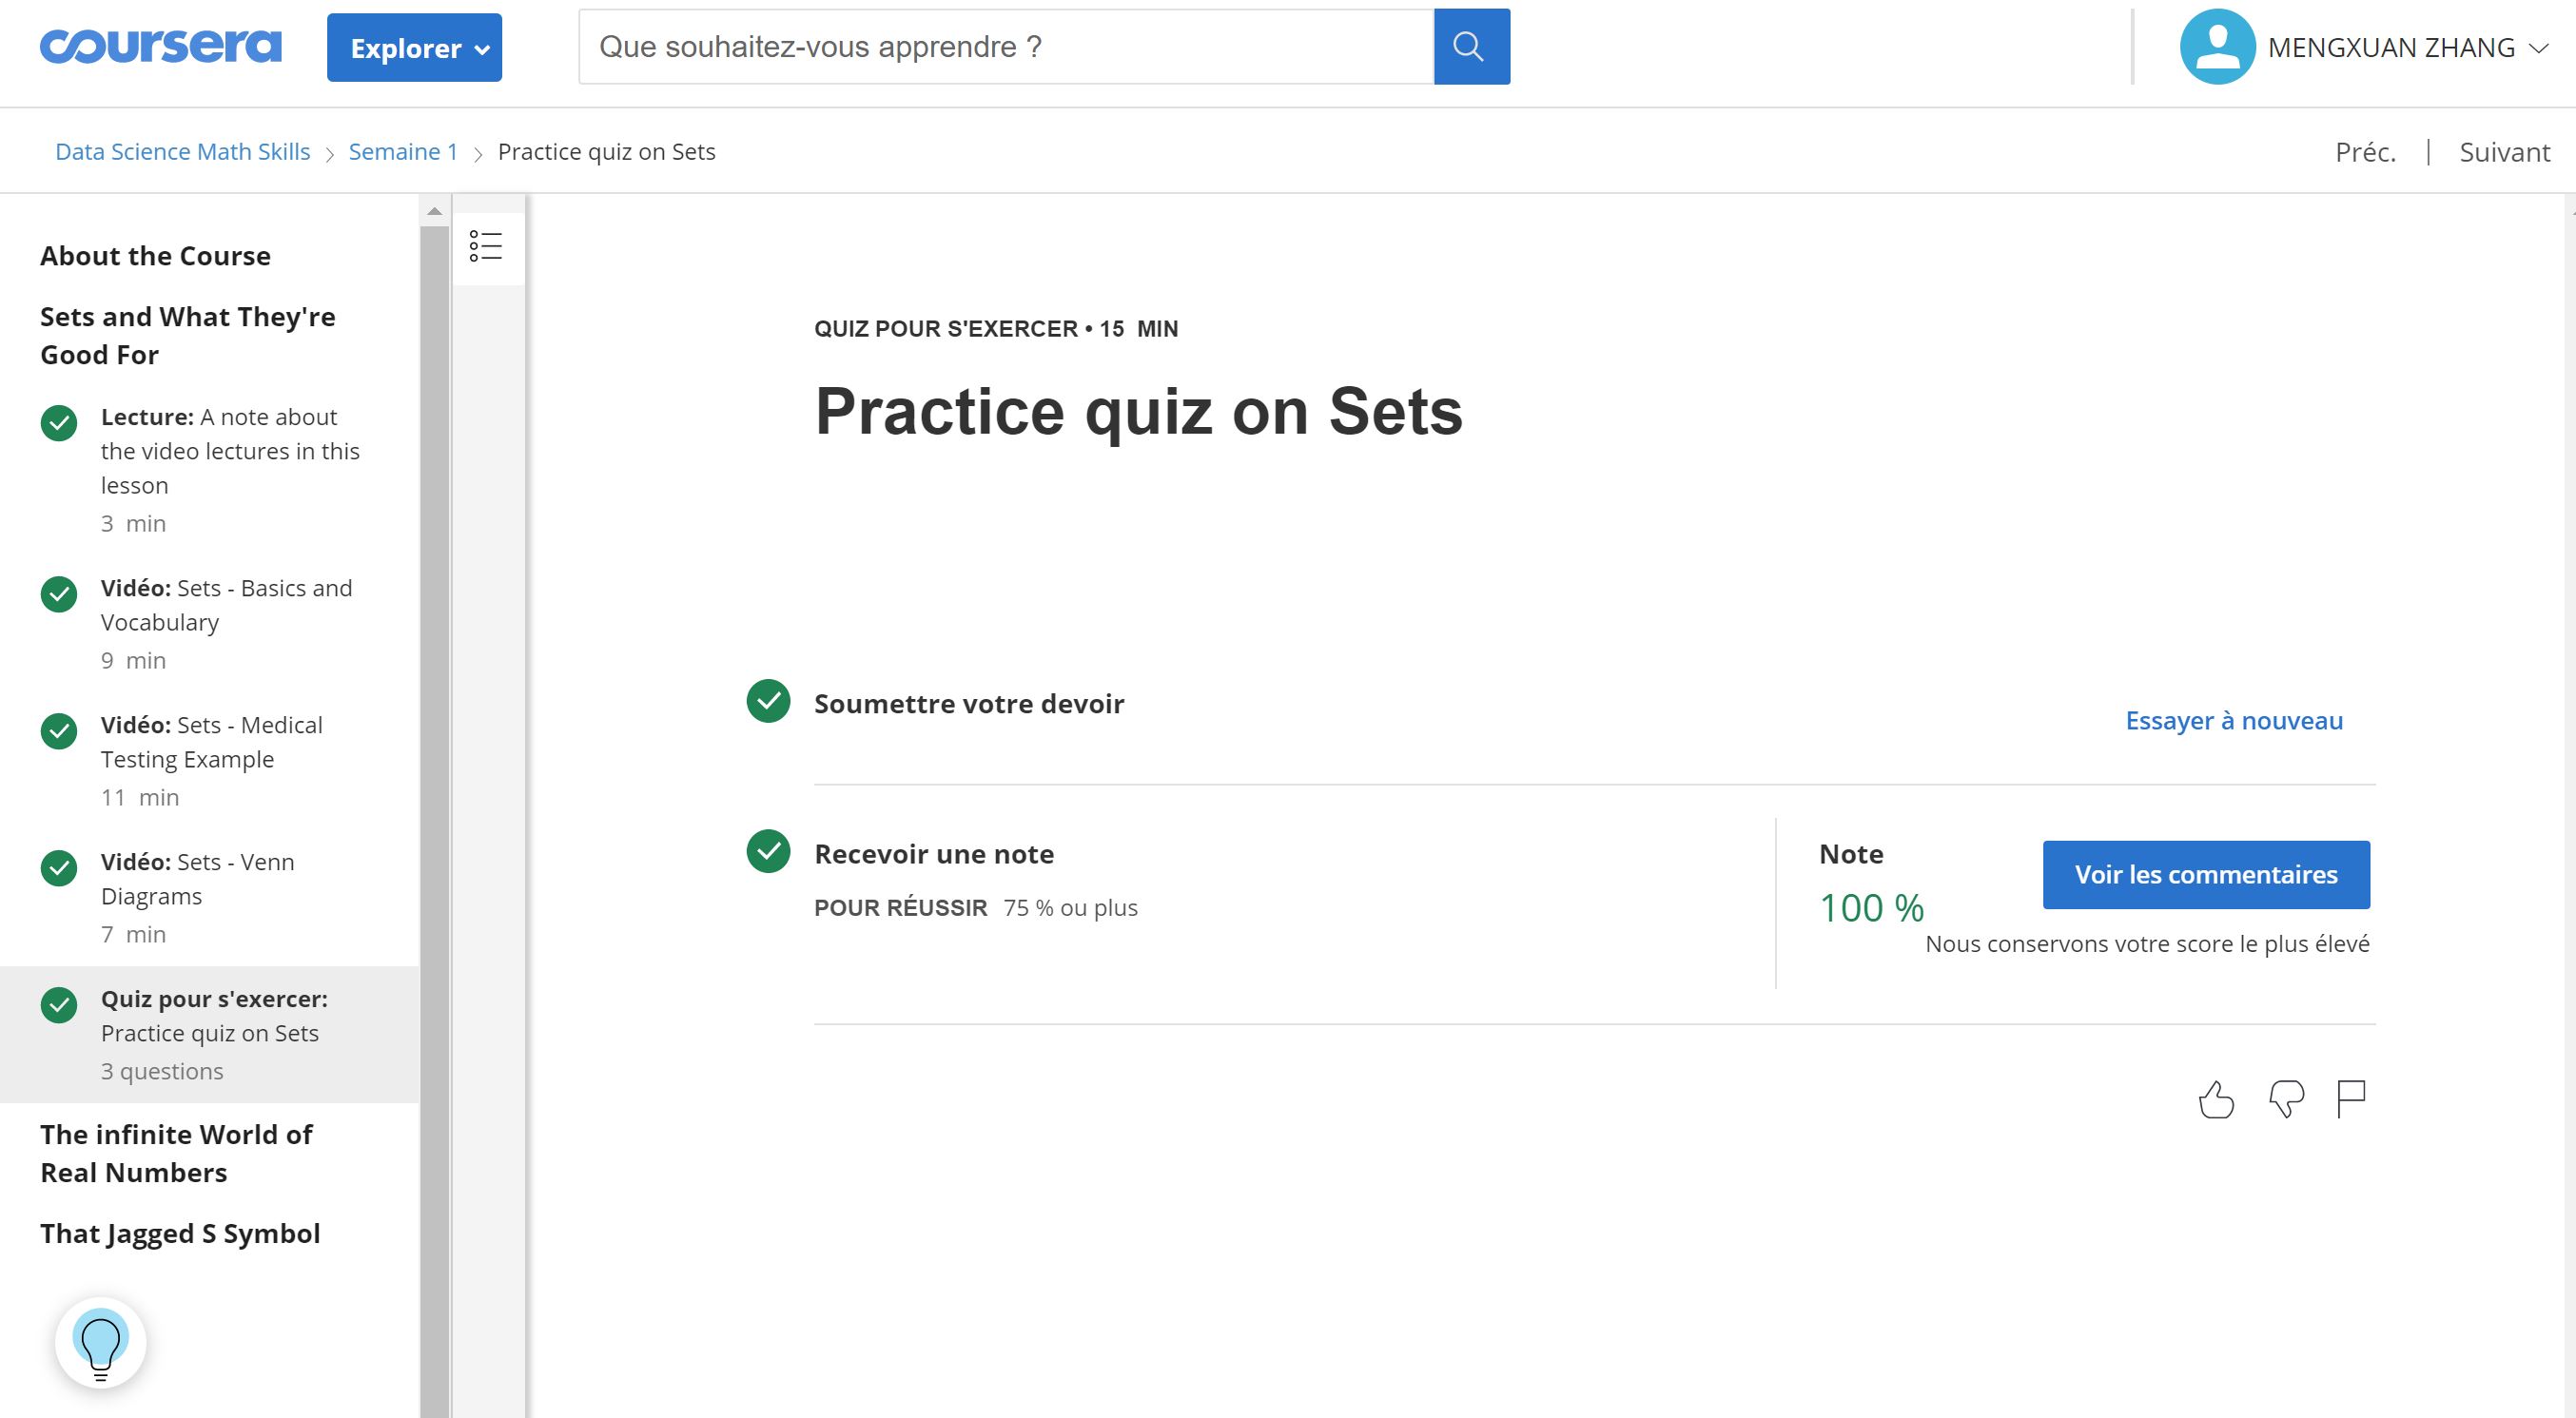 coursera
Explorer
Que souhaitez-vous apprendre ?
MENGXUAN ZHANG
Data Science Math Skills
Semaine 1
Practice quiz on Sets
Préc. | Suivant
About the Course
Sets and What They're
Good For
Lecture: A note about
the video lectures in this
lesson
3 min
Vidéo: Sets - Basics and
Vocabulary
9 min
Vidéo: Sets - Medical
Testing Example
11 min
Vidéo: Sets - Venn
Diagrams
7 min
Quiz pour s'exercer:
Practice quiz on Sets
3 questions
The infinite World of
Real Numbers
That Jagged S Symbol
QUIZ POUR S'EXERCER • 15 MIN
Practice quiz on Sets
Soumettre votre devoir
Essayer à nouveau
Recevoir une note
POUR RÉUSSIR 75 % ou plus
Note
100 %
Voir les commentaires
Nous conservons votre score le plus élevé